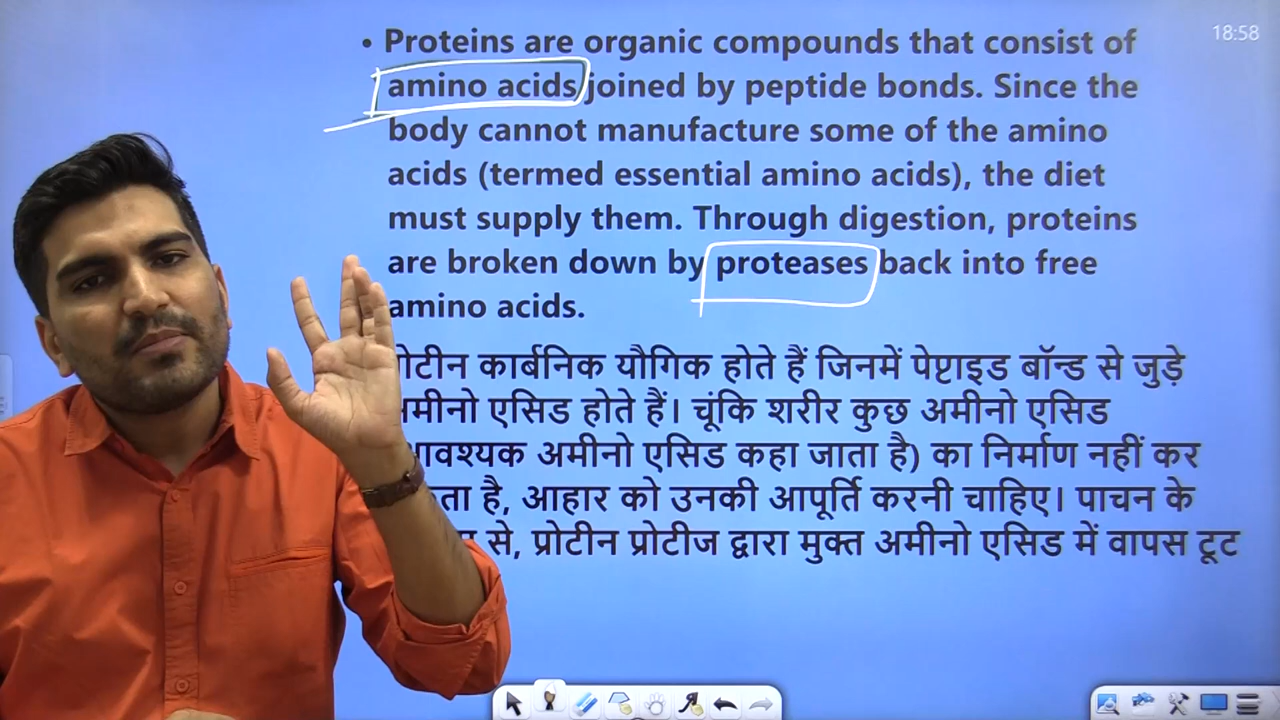 18:58
• Proteins are organic compounds that consist of
amino acids joined by peptide bonds. Since the
body cannot manufacture some of the amino
acids (termed essential amino acids), the diet
must supply them. Through digestion, proteins
are broken down by proteases back into free
amino acids.
कार्बनिक यौगिक होते हैं जिनमें पेप्टाइड बॉन्ड से जुड़े
एसिड होते हैं। चूंकि शरीर कुछ अमीनो एसिड
अमीनो एसिड कहा जाता है) का निर्माण नहीं कर
है, आहार को उनकी आपूर्ति करनी चाहिए। पाचन के
से, प्रोटीन प्रोटीज द्वारा मुक्त अमीनो एसिड में वापस टूट